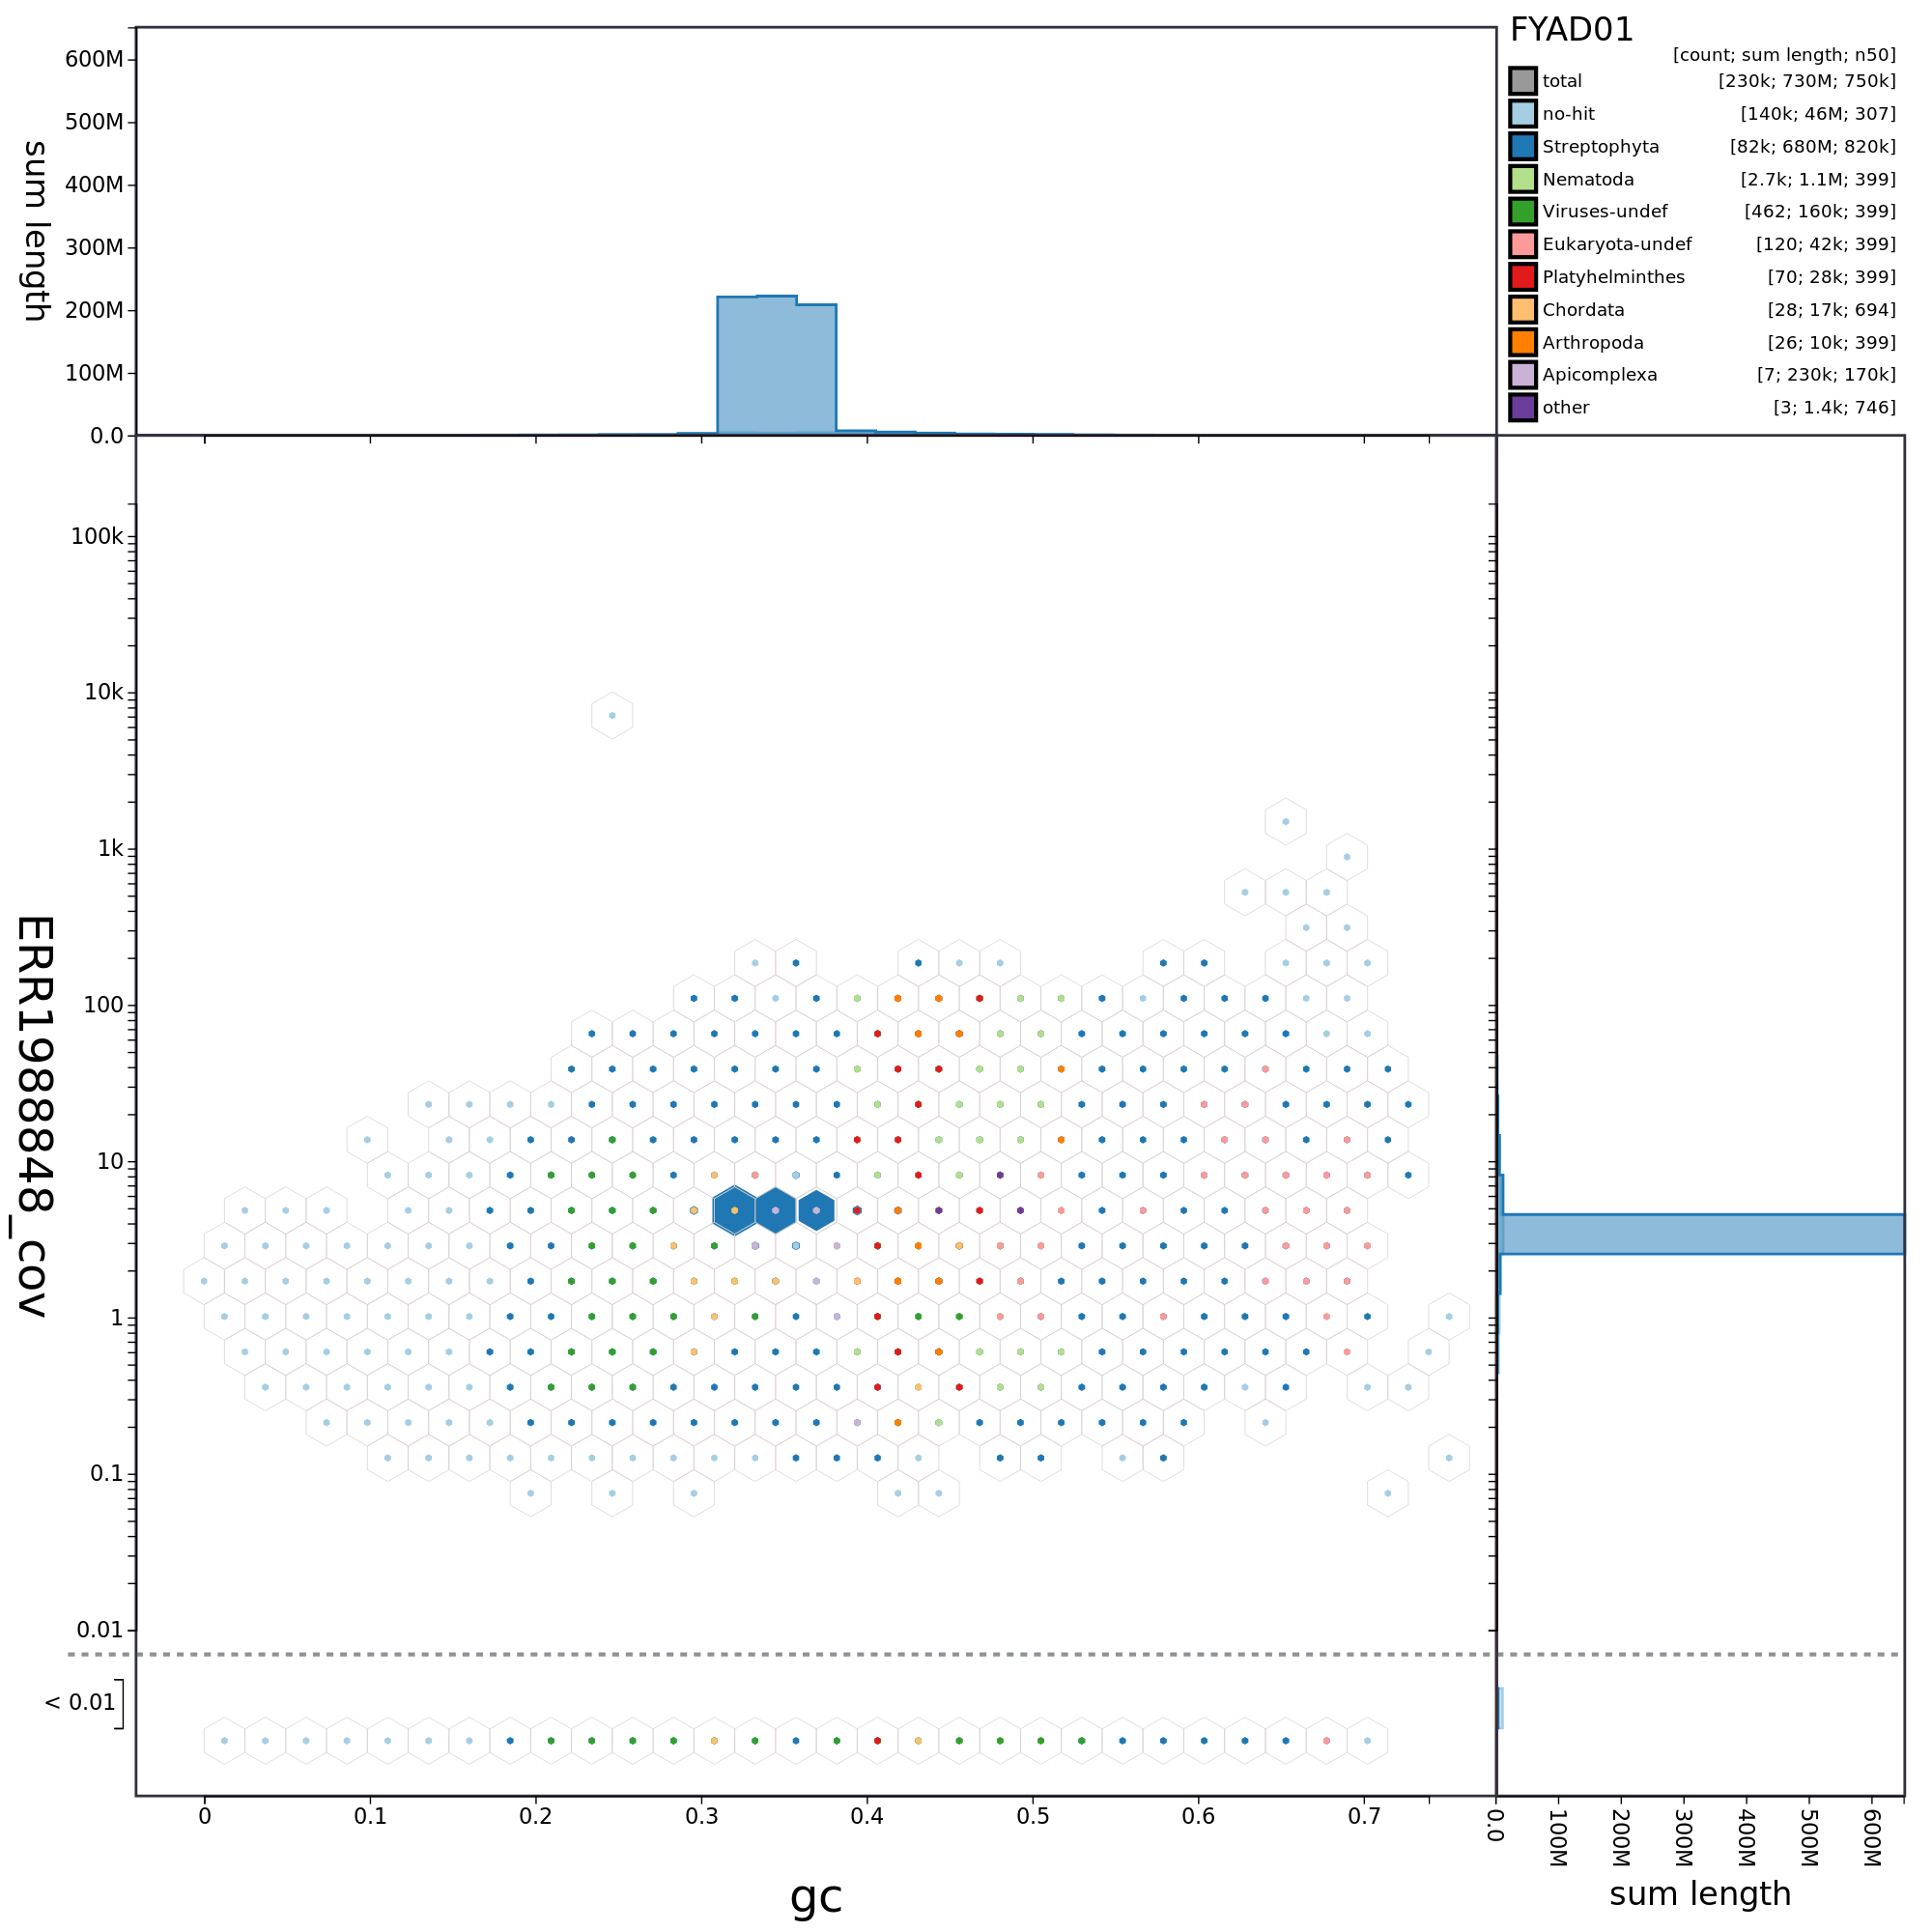 FYAD01
[count; sum length; n50]
total [230k; 730M; 750k]
no-hit [140k; 46M; 307]
Streptophyta [82k; 680M; 820k]
Nematoda [2.7k; 1.1M; 399]
Viruses-undef [462; 160k; 399]
Eukaryota-undef [120; 42k; 399]
Platyhelminthes [70; 28k; 399]
Chordata [28; 17k; 694]
Arthropoda [26; 10k; 399]
Apicomplexa [7; 230k; 170k]
other [3; 1.4k; 746]
sum length
600M
500M
400M
300M
200M
100M
0.0
ERR1988848_cov
100k
10k
1k
100
10
1
0.1
0.01
< 0.01
0 0.1 0.2 0.3 0.4 0.5 0.6 0.7
gc
0.0 100M 200M 300M 400M 500M 600M
sum length